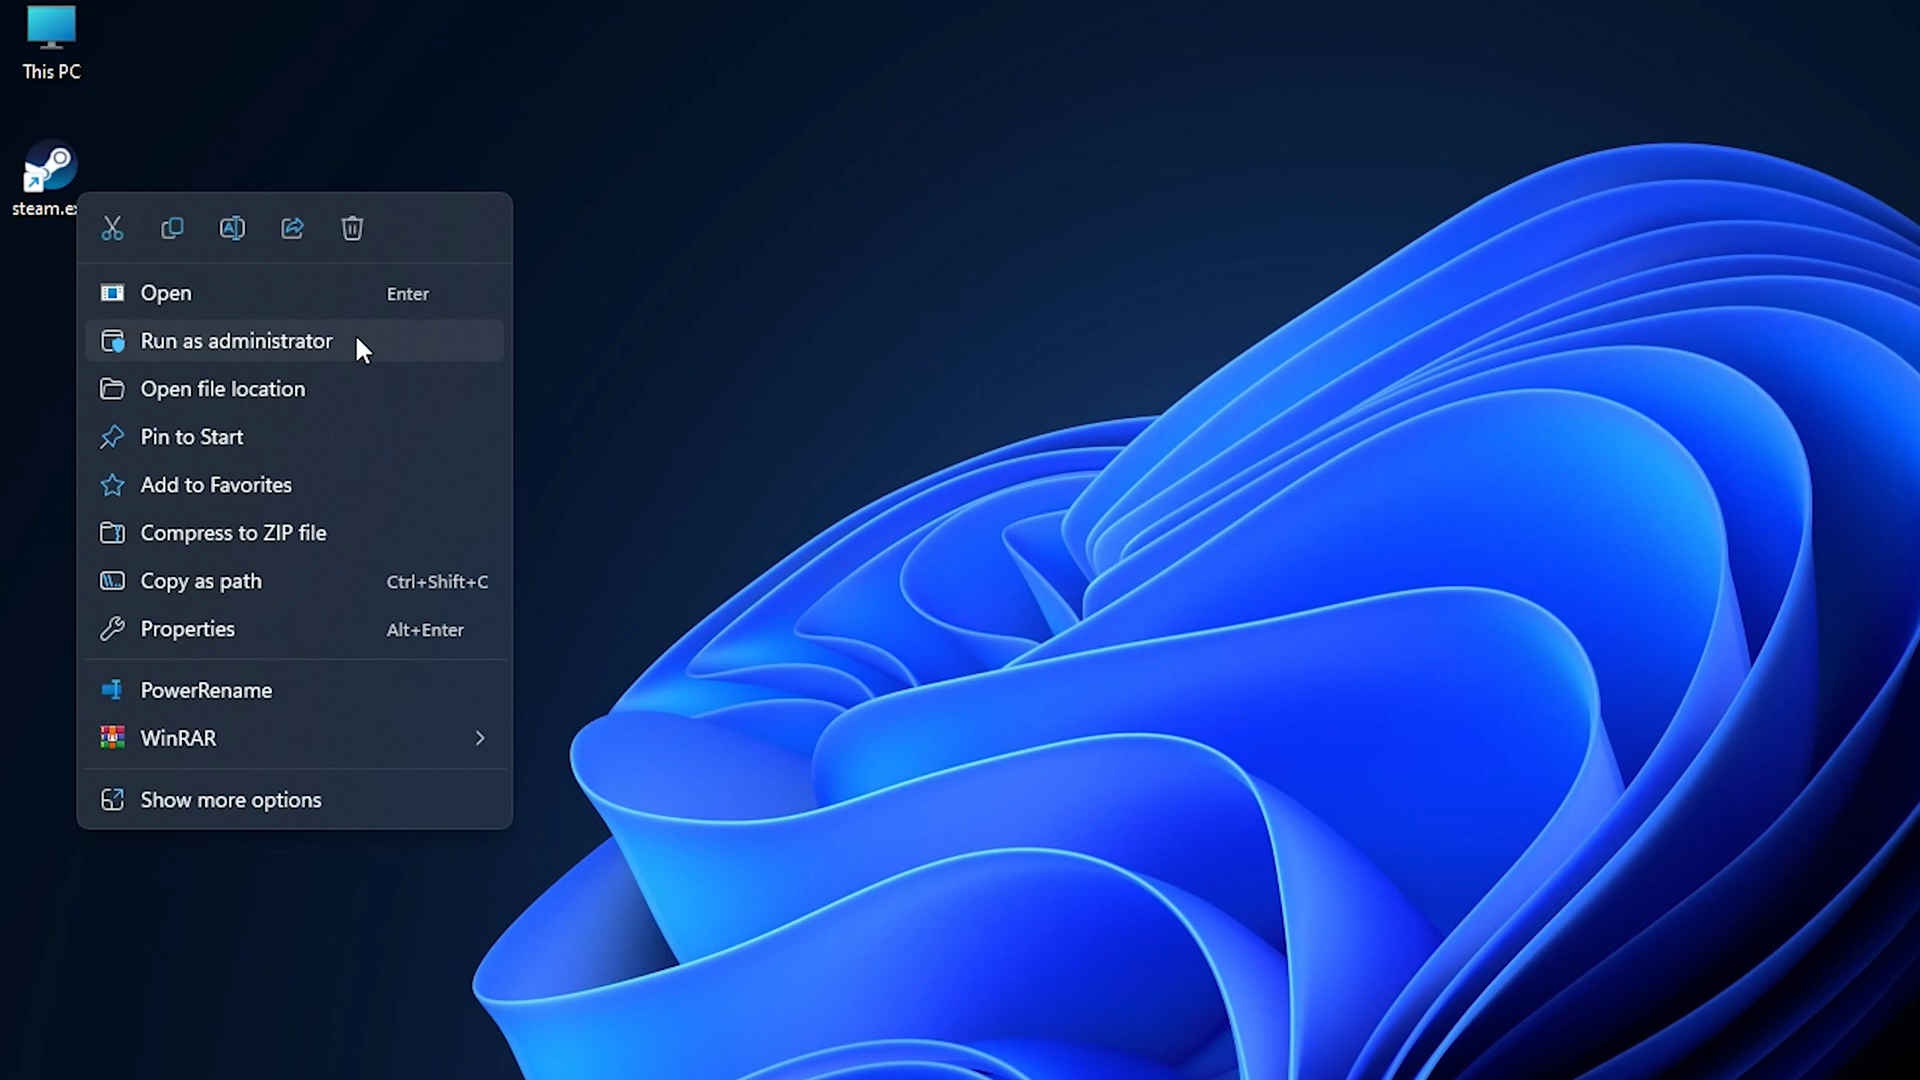 This PC
steam.ex
Open Enter
Run as administrator
Open file location
Pin to Start
Add to Favorites
Compress to ZIP file
Copy as path Ctrl+Shift+C
Properties Alt+Enter
PowerRename
WinRAR
Show more options